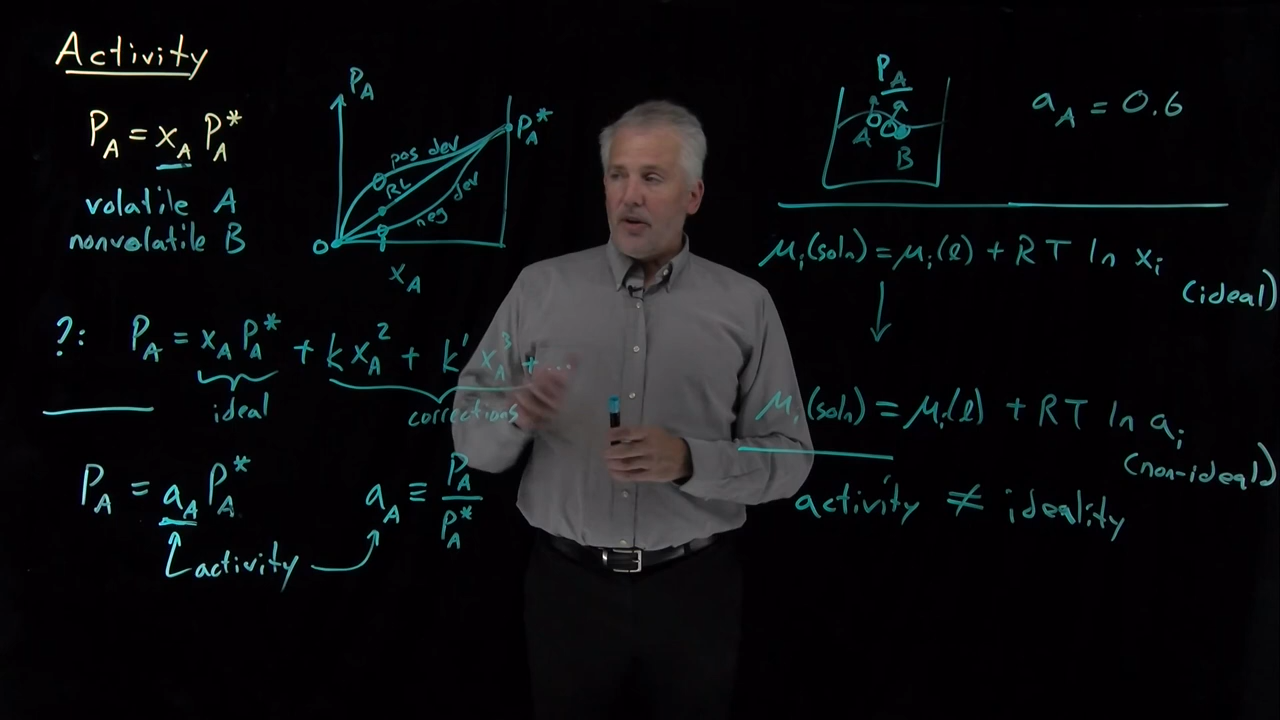 Activity
P_A = x_A P_A^*
volatile A
nonvolatile B
P_A
P_A^*
pos dev
RL
neg dev
0
x_A
?: P_A = x_A P_A^* + k x_A^2 + k' x_A^3 + ...
ideal
corrections
P_A = a_A P_A^*
a_A ≡ P_A / P_A^*
activity
P_A
A
B
a_A = 0.6
μ_i(soln) = μ_i(l) + RT ln x_i
(ideal)
μ_i(soln) = μ_i(l) + RT ln a_i
(non-ideal)
activity ≠ ideality